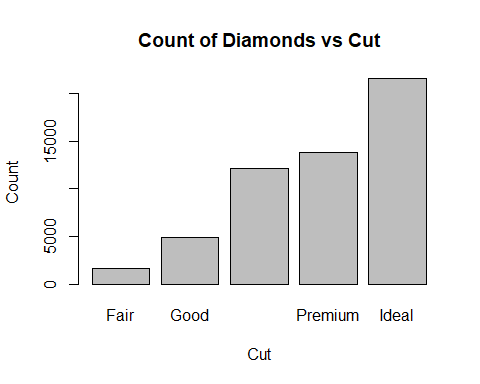 Count of Diamonds vs Cut
Count
15000
5000
0
Fair Good Premium Ideal
Cut